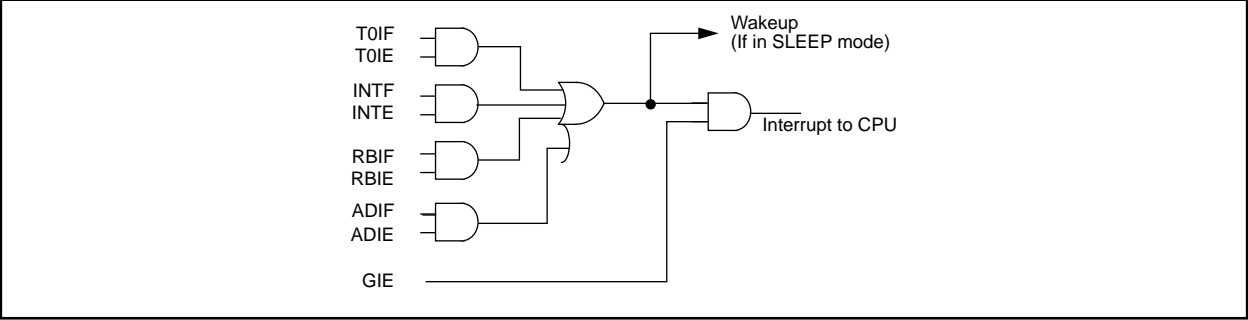 T0IF
T0IE
INTF
INTE
RBIF
RBIE
ADIF
ADIE
GIE
Wakeup
(If in SLEEP mode)
Interrupt to CPU